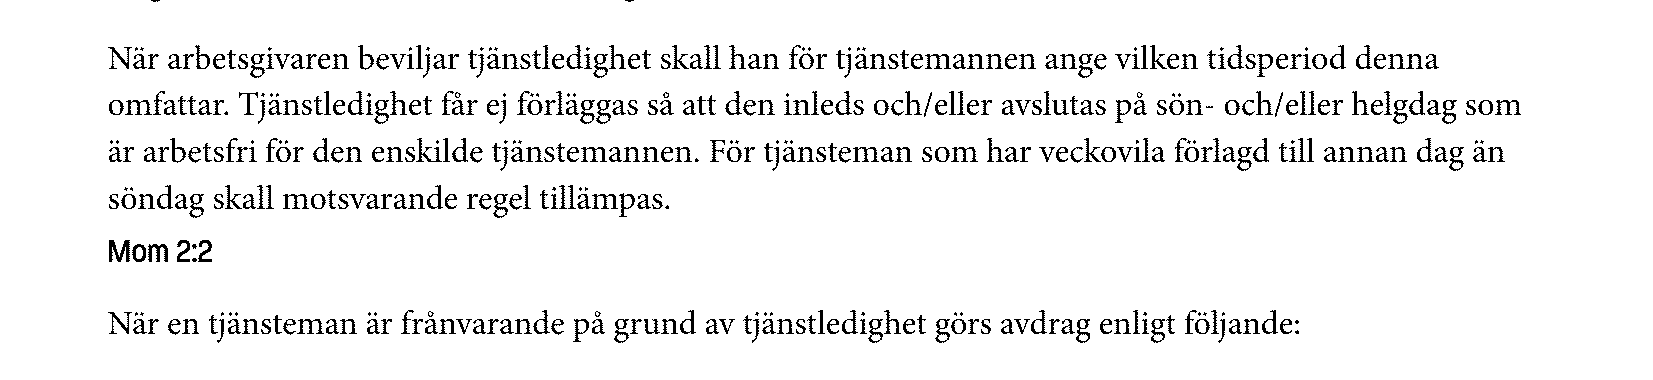 När arbetsgivaren beviljar tjänstledighet skall han för tjänstemannen ange vilken tidsperiod denna
omfattar. Tjänstledighet får ej förläggas så att den inleds och/eller avslutas på sön- och/eller helgdag som
är arbetsfri för den enskilde tjänstemannen. För tjänsteman som har veckovila förlagd till annan dag än
söndag skall motsvarande regel tillämpas.
Mom 2:2
När en tjänsteman är frånvarande på grund av tjänstledighet görs avdrag enligt följande: